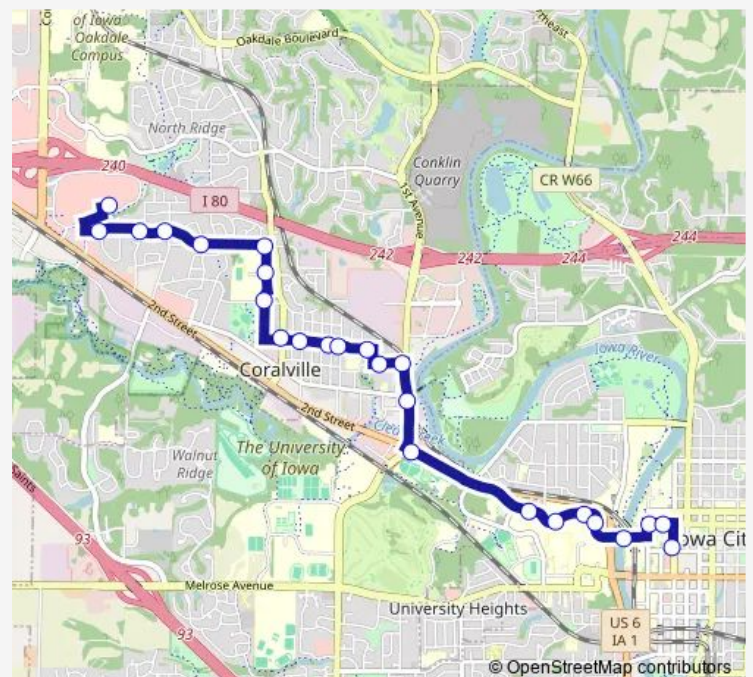 of Iowa
Oakdale
Campus
Oakdale Boulevard
North Ridge
240
I 80
Conklin
Quarry
1st Avenue
CR W66
242
242
244
244
2nd Street
Coralville
2nd Street
Iowa River
Walnut
Ridge
The University
of Iowa
93
93
Melrose Avenue
University Heights
owa Cit
US 6
IA 1
© OpenStreetMap contributors